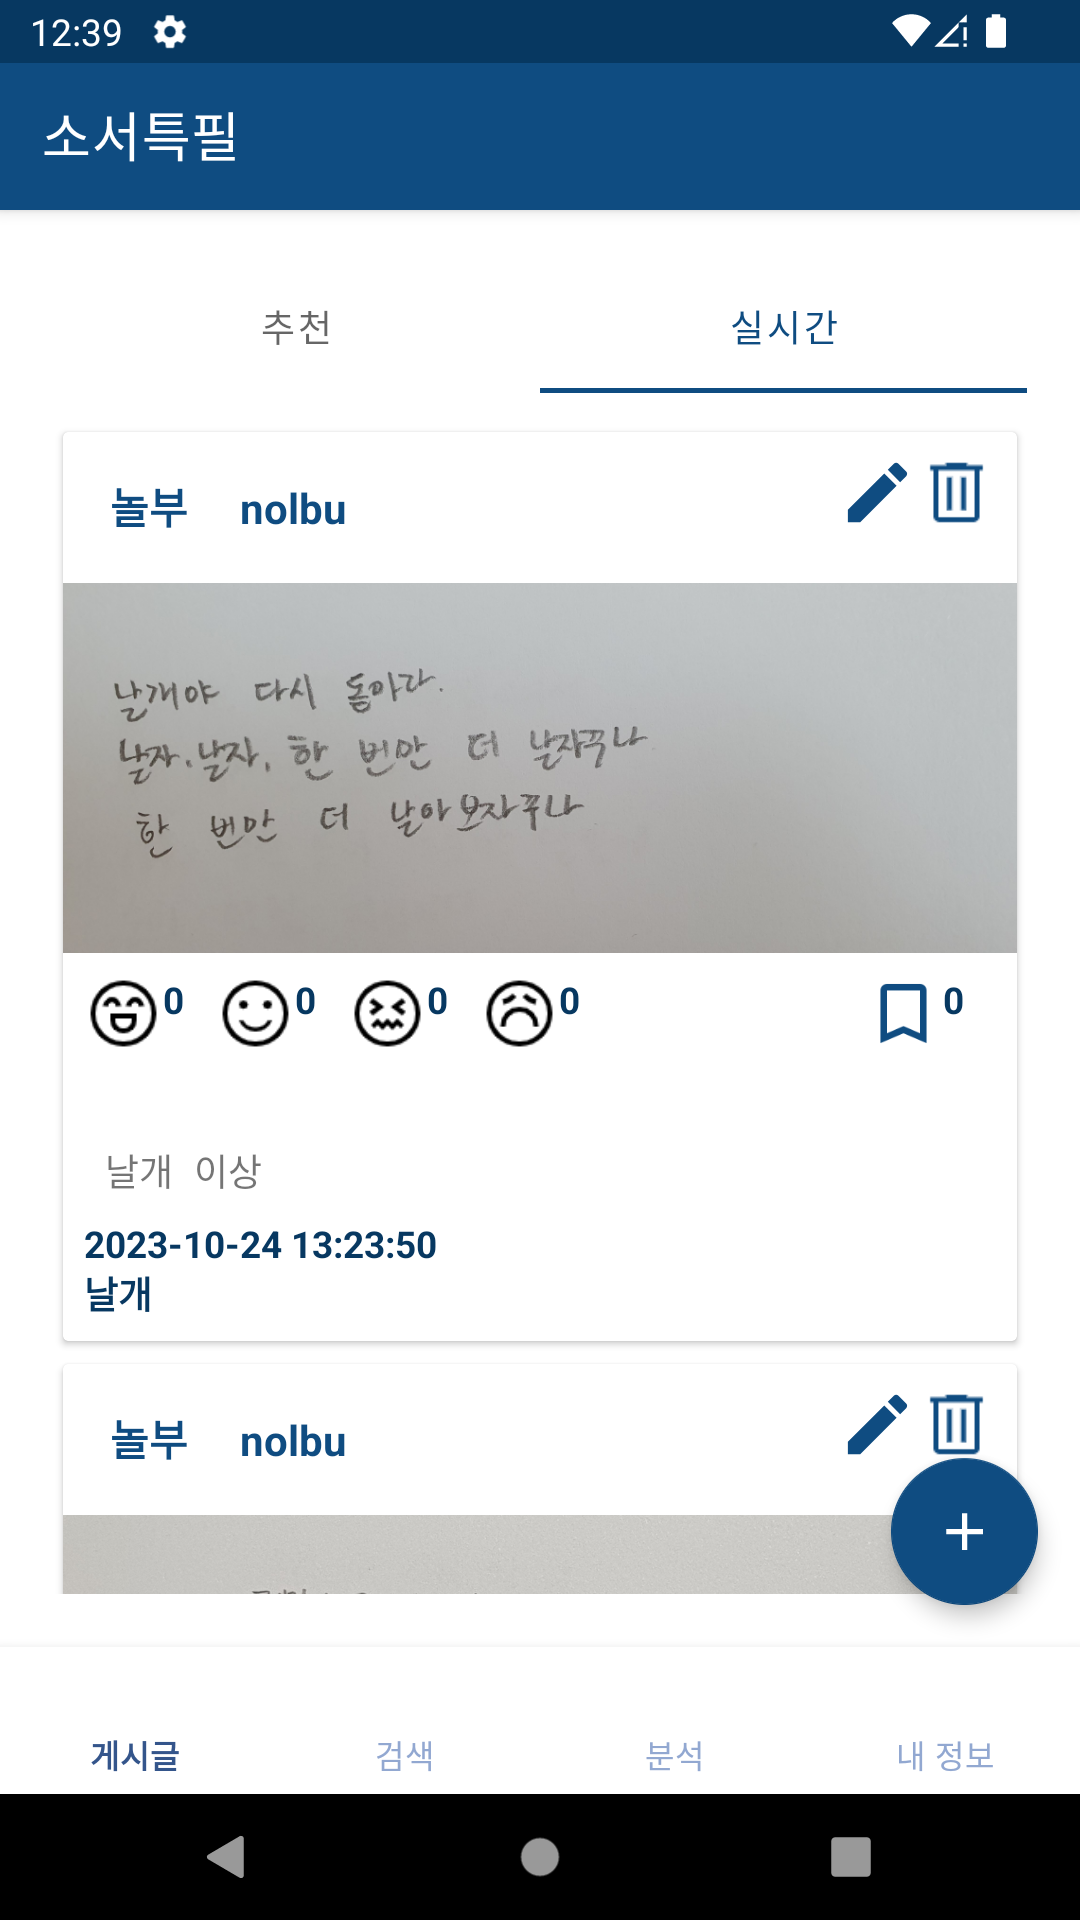 12:39
소서특필
추천 실시간
놀부 nolbu
날개야 다시 돋아라.
날자. 날자, 한 번만 더 날자꾸나
한 번만 더 날아보자꾸나
0 0 0 0 0
날개 이상
2023-10-24 13:23:50
날개
놀부 nolbu
게시글 검색 분석 내 정보